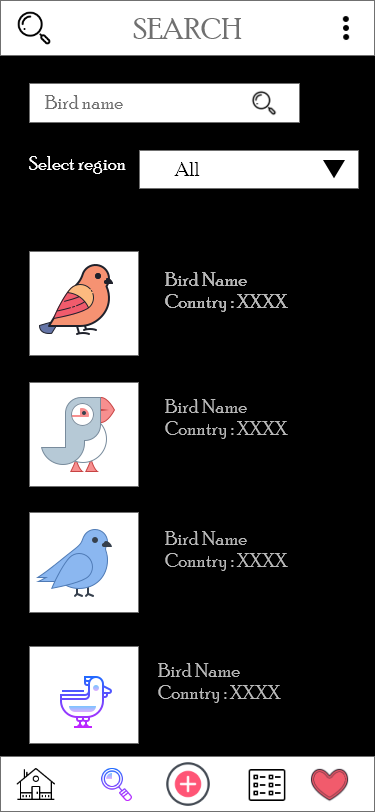 SEARCH
Bird name
Select region
All
Bird Name
Conntry : XXXX
Bird Name
Conntry : XXXX
Bird Name
Conntry : XXXX
Bird Name
Conntry : XXXX